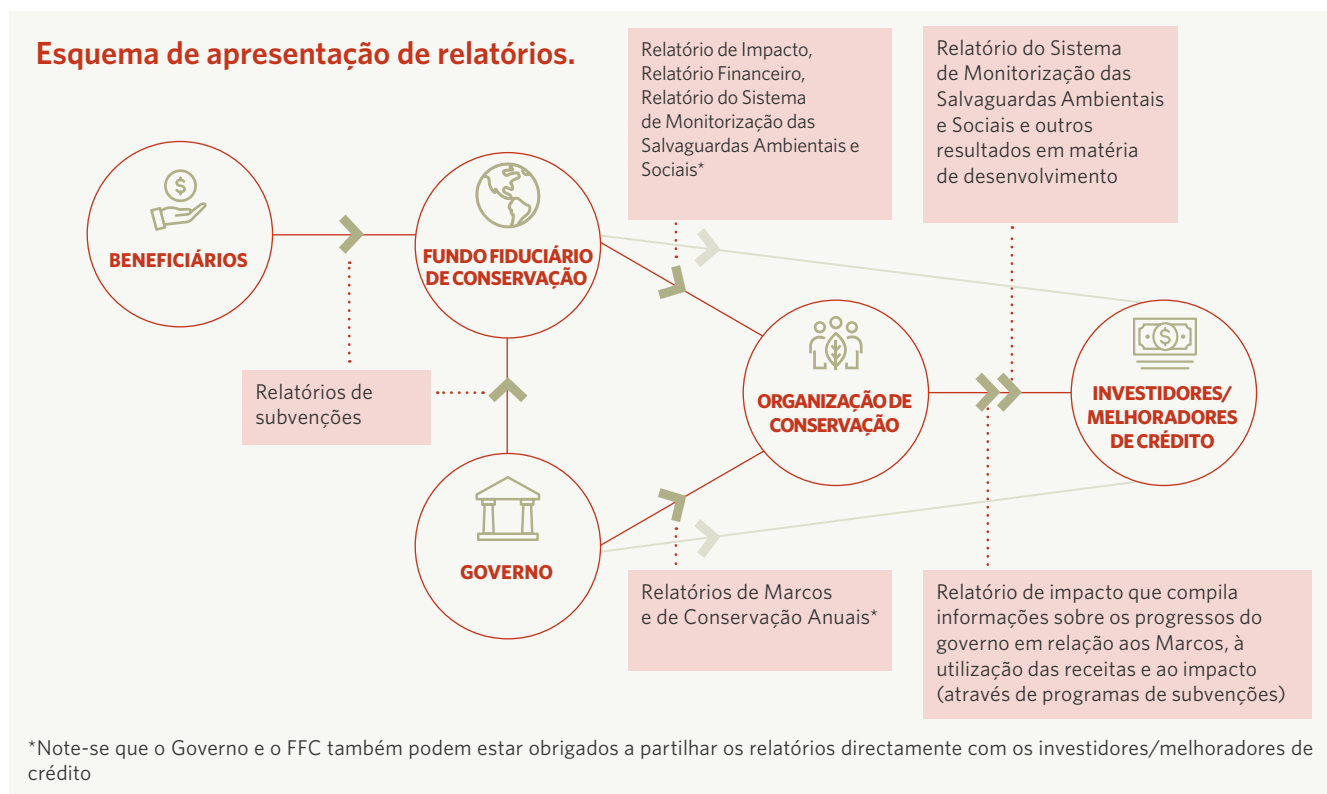 Esquema de apresentação de relatórios.
Relatório de Impacto,
Relatório Financeiro,
Relatório do Sistema
de Monitorização das
Salvaguardas Ambientais e
Sociais*
Relatório do Sistema
de Monitorização das
Salvaguardas Ambientais
e Sociais e outros
resultados em matéria
de desenvolvimento
BENEFICIÁRIOS
FUNDO FIDUCIÁRIO
DE CONSERVAÇÃO
Relatórios de
subvenções
ORGANIZAÇÃO DE
CONSERVAÇÃO
INVESTIDORES/
MELHORADORES
DE CRÉDITO
GOVERNO
Relatórios de Marcos
e de Conservação Anuais*
Relatório de impacto que compila
informações sobre os progressos do
governo em relação aos Marcos, à
utilização das receitas e ao impacto
(através de programas de subvenções)
*Note-se que o Governo e o FFC também podem estar obrigados a partilhar os relatórios directamente com os investidores/melhoradores de
crédito